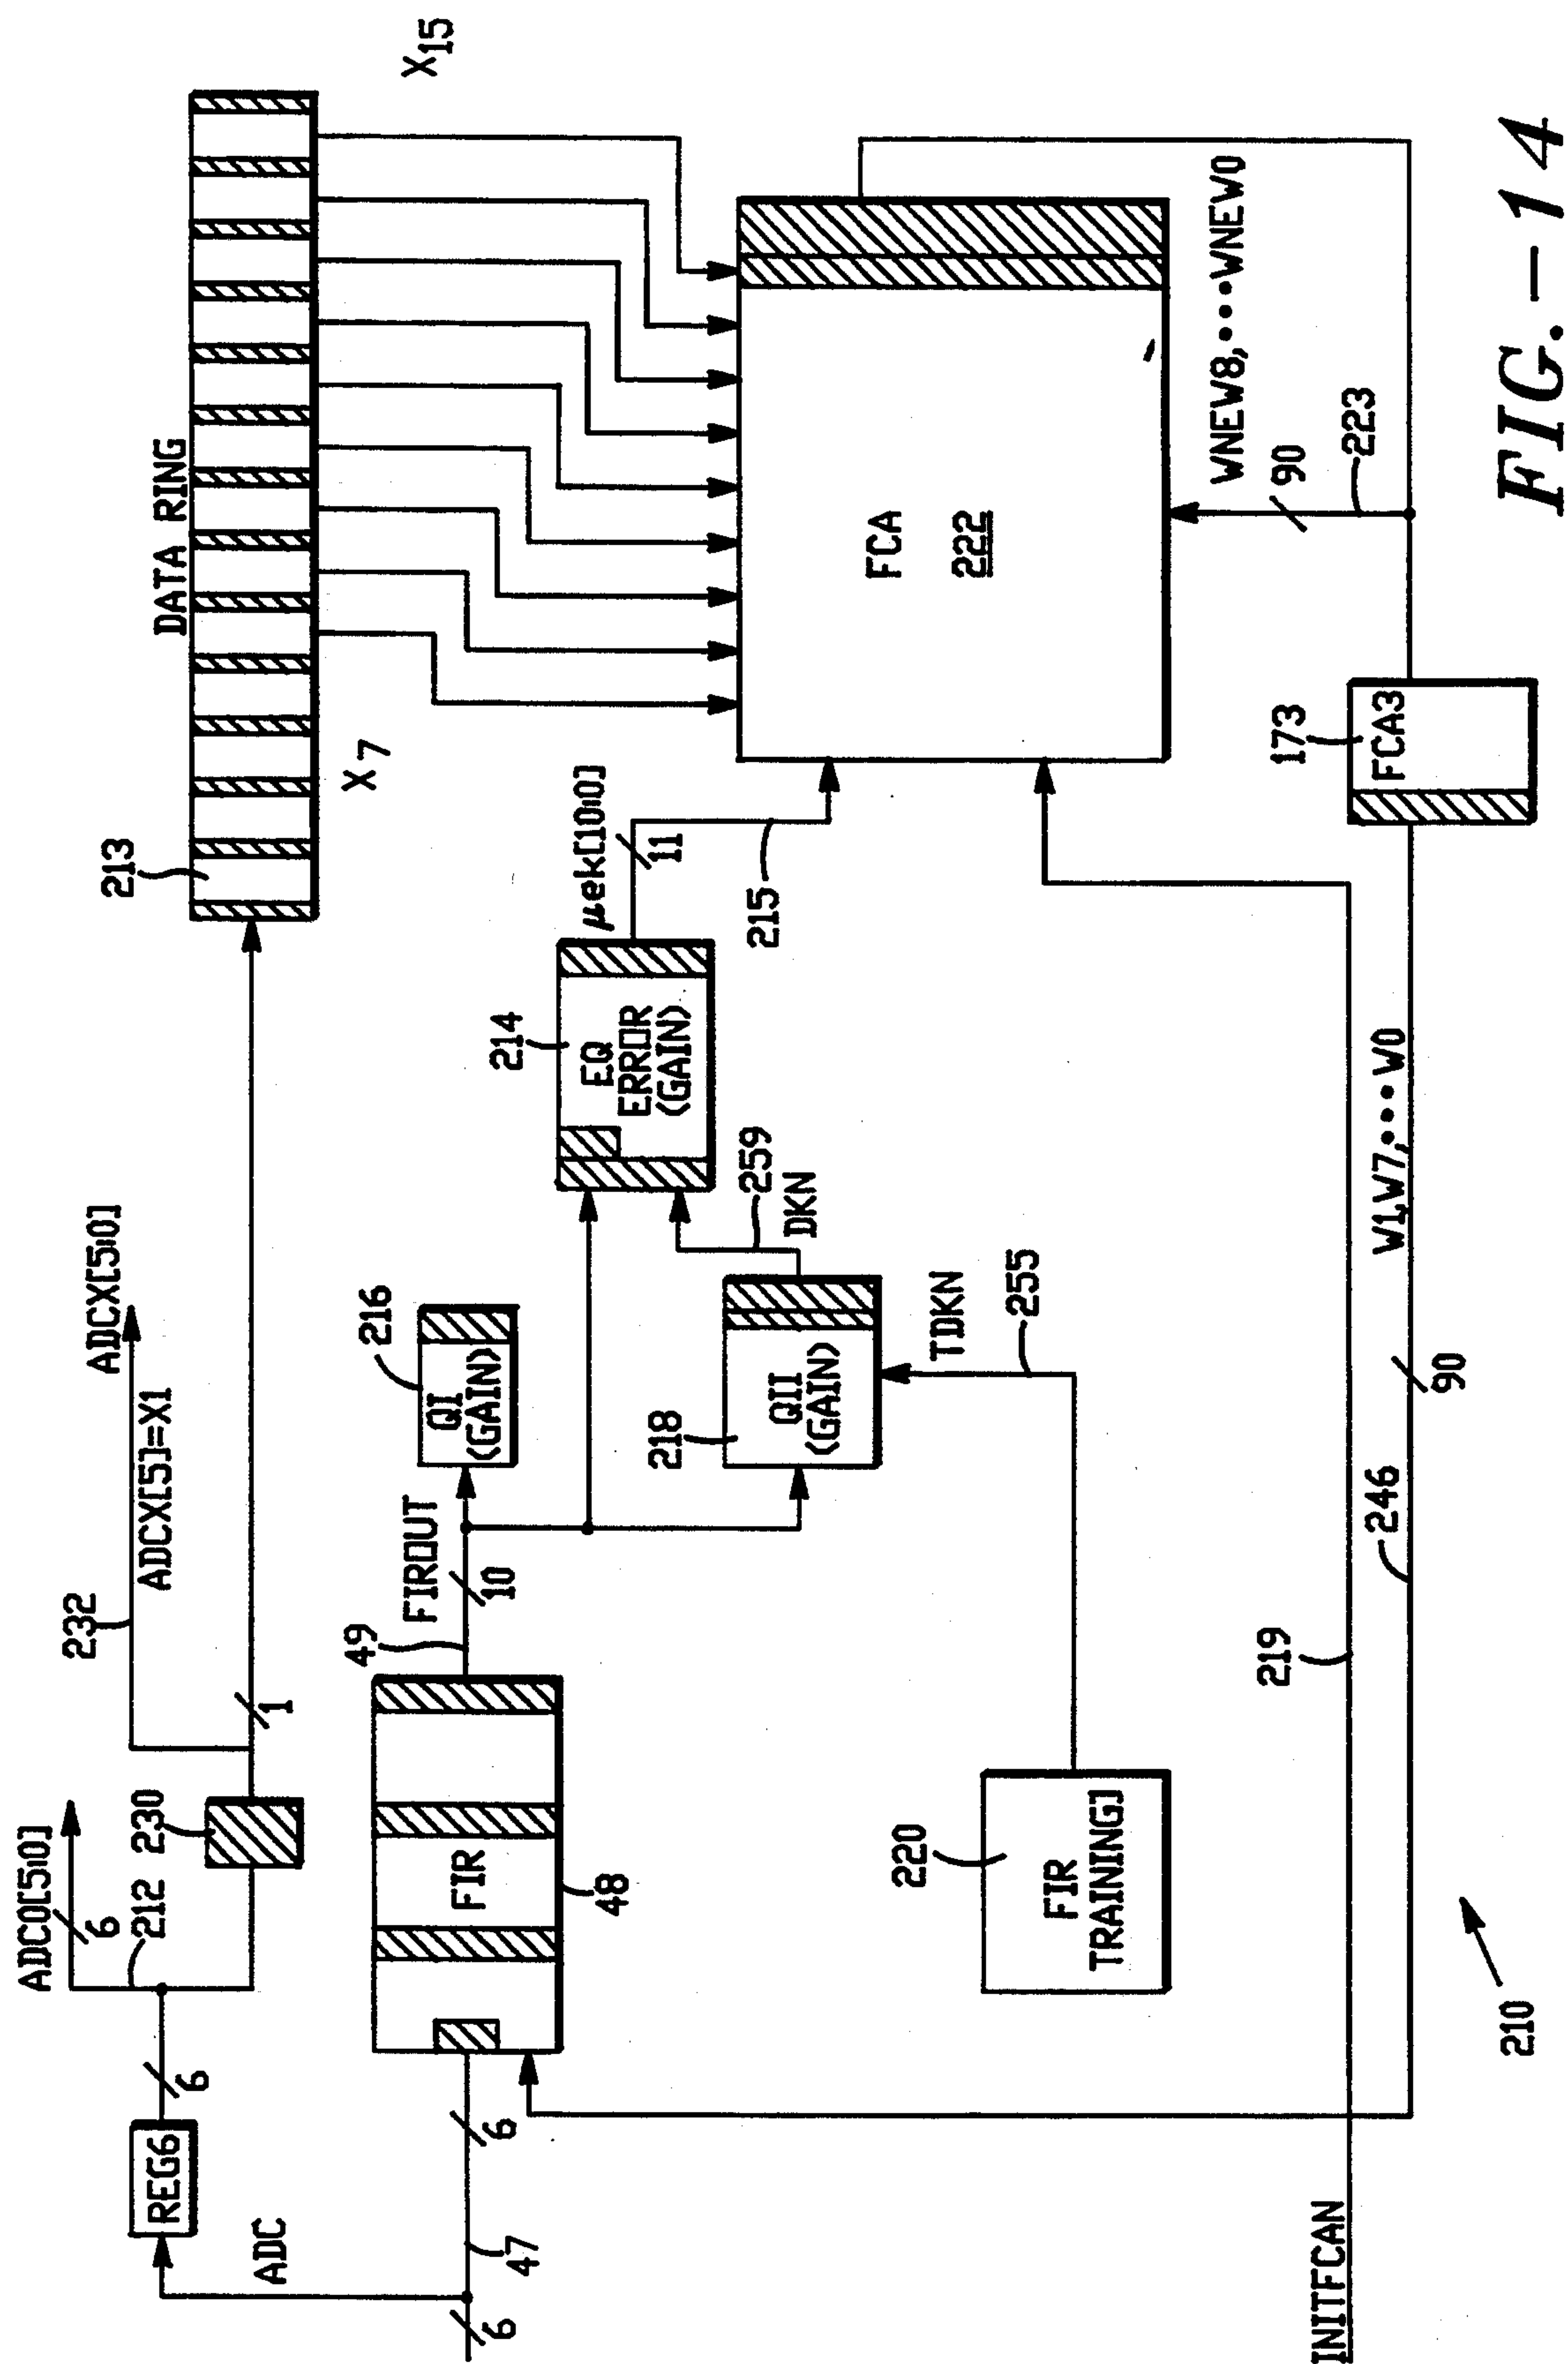 ADCO[5:0]
6
212
REG6
6
230
232
ADCX[5:0]
ADCX[5]=X1
1
213
DATA RING
X7
X15
ADC
6
47
6
FIR
48
49
FIROUT
10
QI
(GAIN)
216
218
QII
(GAIN)
TDKN
255
259
DKN
214
EQ
ERROR
(GAIN)
μek[10:0]
11
215
FCA
222
WNEW8,•••WNEW0
90
223
220
FIR
TRAINING]
INITFCAN
219
246
90
W1,W7,•••W0
173
FCA3
210
FIG.-14